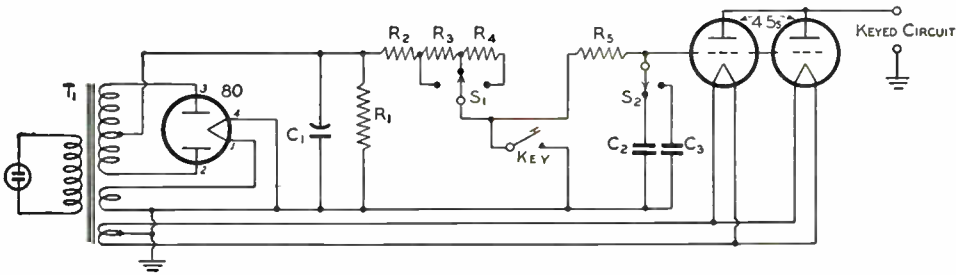 T1
80
3
4
1
2
C1
R1
R2
R3
R4
S1
KEY
R5
S2
C2
C3
45s
KEYED CIRCUIT